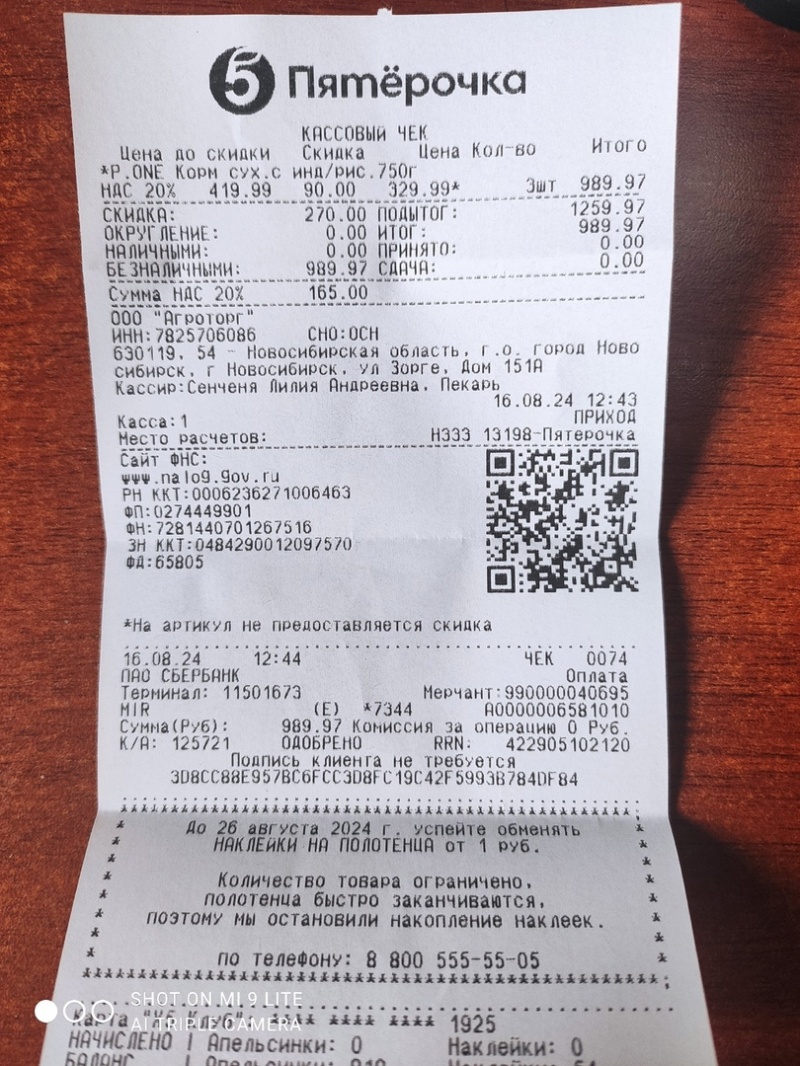 5 Пятёрочка
КАССОВЫЙ ЧЕК
Цена до скидки Скидка Цена Кол-во Итого
*P.ONE Корм сух.с инд/рис.750г
НДС 20% 419.99 90.00 329.99* 3шт 989.97
СКИДКА: 270.00 ПОДЫТОГ: 1259.97
ОКРУГЛЕНИЕ: 0.00 ИТОГ: 989.97
НАЛИЧНЫМИ: 0.00 ПРИНЯТО: 0.00
БЕЗНАЛИЧНЫМИ: 989.97 СДАЧА: 0.00
Сумма НДС 20% 165.00
ООО "Агроторг"
ИНН:7825706086 СНО:ОСН
630119, 54 - Новосибирская область, г.о. город Ново
сибирск, г Новосибирск, ул Зорге, Дом 151А
Кассир:Сенченя Лилия Андреевна, Пекарь
16.08.24 12:43
Касса:1 ПРИХОД
Место расчетов: Н333 13198-Пятерочка
Сайт ФНС:
www.nalog.gov.ru
РН ККТ:0006236271006463
ФП:0274449901
ФН:7281440701267516
ЗН ККТ:0484290012097570
ФД:65805
*На артикул не предоставляется скидка
16.08.24 12:44 ЧЕК 0074
ПАО СБЕРБАНК Оплата
Терминал: 11501673 Мерчант:990000040695
MIR (E) *7344 A0000006581010
Сумма(Руб): 989.97 Комиссия за операцию 0 Руб.
К/А: 125721 ОДОБРЕНО RRN: 422905102120
Подпись клиента не требуется
3D8CC88E957BC6FCC3D8FC19C42F5993B784DF84
До 26 августа 2024 г. успейте обменять
НАКЛЕЙКИ НА ПОЛОТЕНЦА от 1 руб.
Количество товара ограничено,
полотенца быстро заканчиваются,
поэтому мы остановили накопление наклеек.
по телефону: 8 800 555-55-05
SHOT ON MI 9 LITE
AI TRIPLE CAMERA
Карта "X5 Клуб": **** **** **** 1925
НАЧИСЛЕНО | Апельсинки: 0 Наклейки: 0
БАЛАНС | Апельсинки: Наклейки: